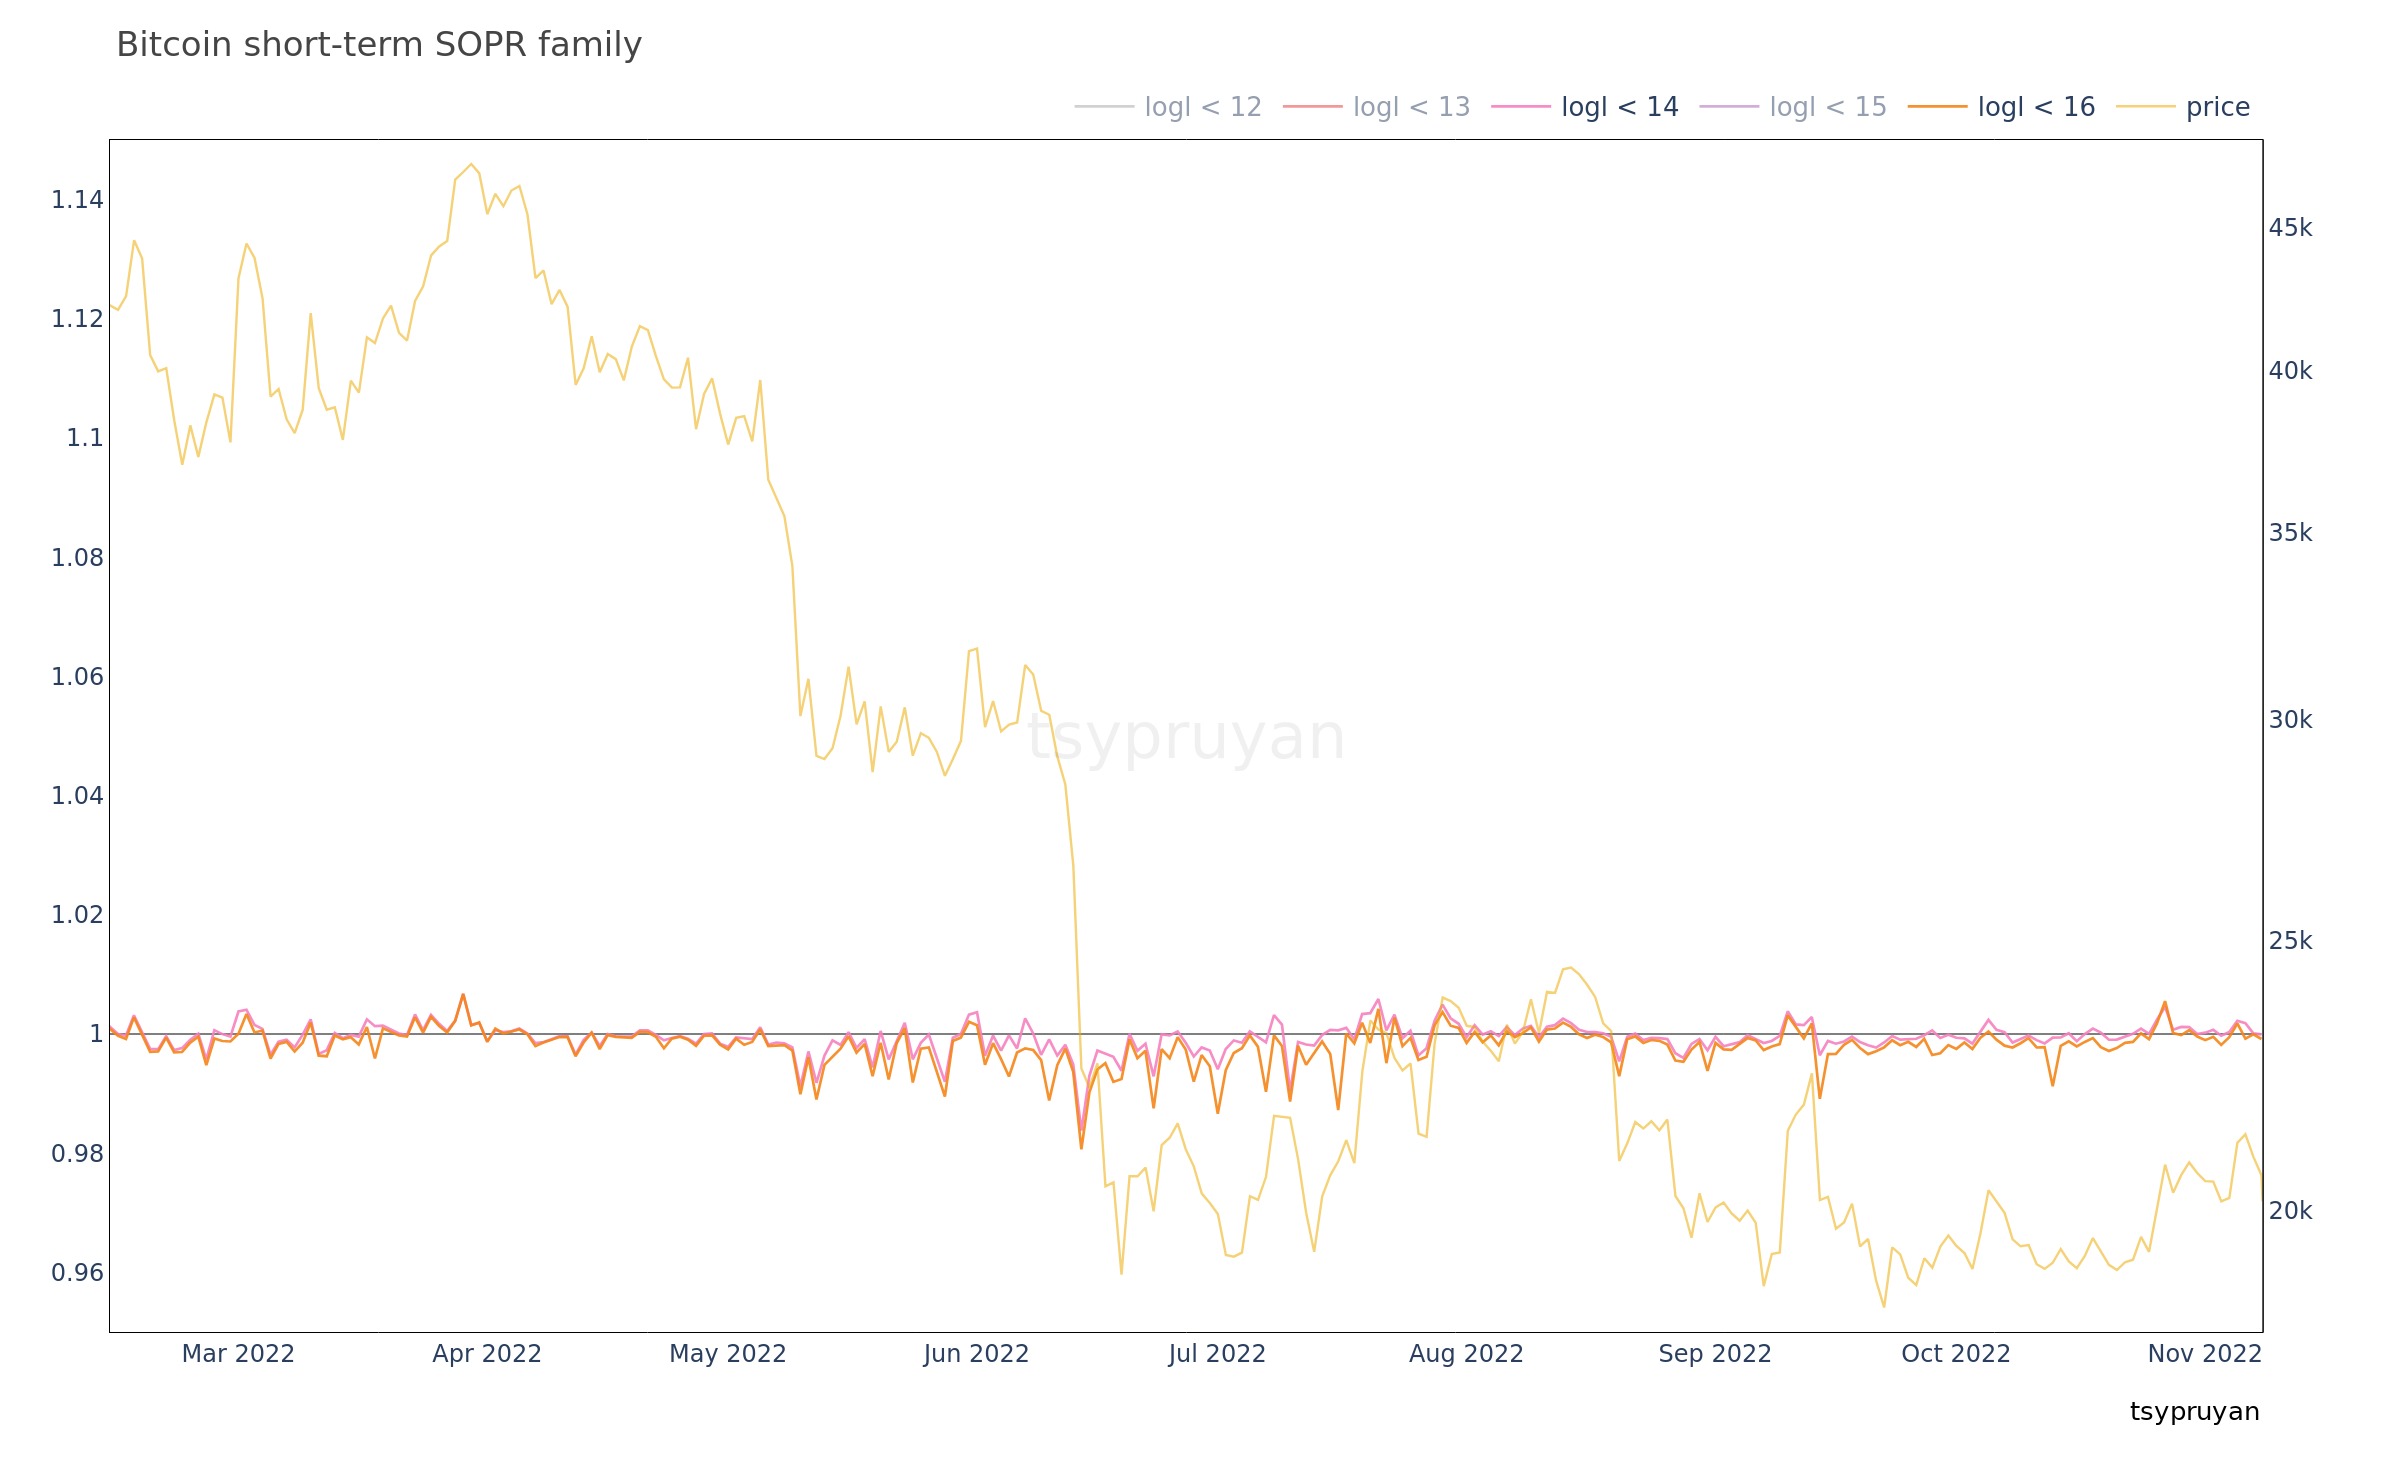 Bitcoin short-term SOPR family
logl < 12 logl < 13 logl < 14 logl < 15 logl < 16 price
1.14
1.12
1.1
1.08
1.06
1.04
1.02
1
0.98
0.96
45k
40k
35k
30k
25k
20k
tsypruyan
Mar 2022 Apr 2022 May 2022 Jun 2022 Jul 2022 Aug 2022 Sep 2022 Oct 2022 Nov 2022
tsypruyan